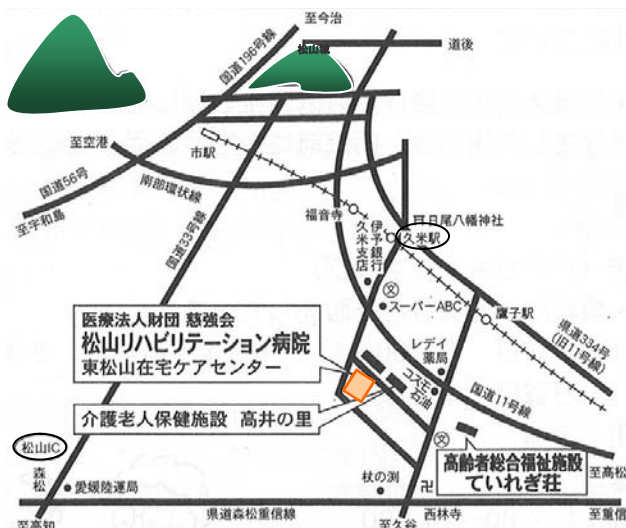 至今治
松山城
道後
国道196号線
至空港
市駅
国道56号
南部環状線
至宇和島
国道33号線
福音寺
伊予銀行
久米支店
日尾八幡神社
久米駅
文
スーパーABC
鷹子駅
県道334号
(旧11号線)
医療法人財団 慈強会
松山リハビリテーション病院
東松山在宅ケアセンター
レデイ
薬局
コスモ
石油
国道11号線
介護老人保健施設 高井の里
松山IC
森松
愛媛陸運局
杖の渕
文
高齢者総合福祉施設
ていれぎ荘
至高松
卍
県道森松重信線
西林寺
至高知
至久谷
至重信